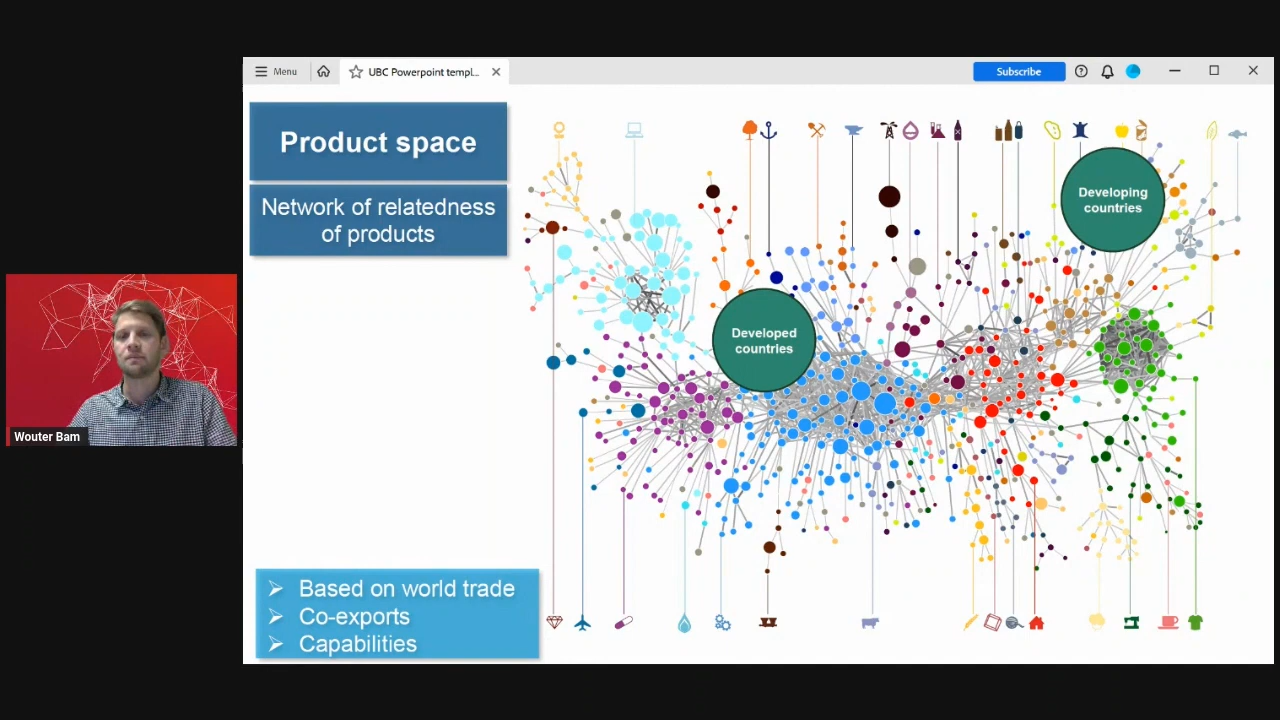 Menu
UBC Powerpoint templ...
Subscribe
Product space
Network of relatedness
of products
Developing
countries
Developed
countries
Wouter Bam
Based on world trade
Co-exports
Capabilities